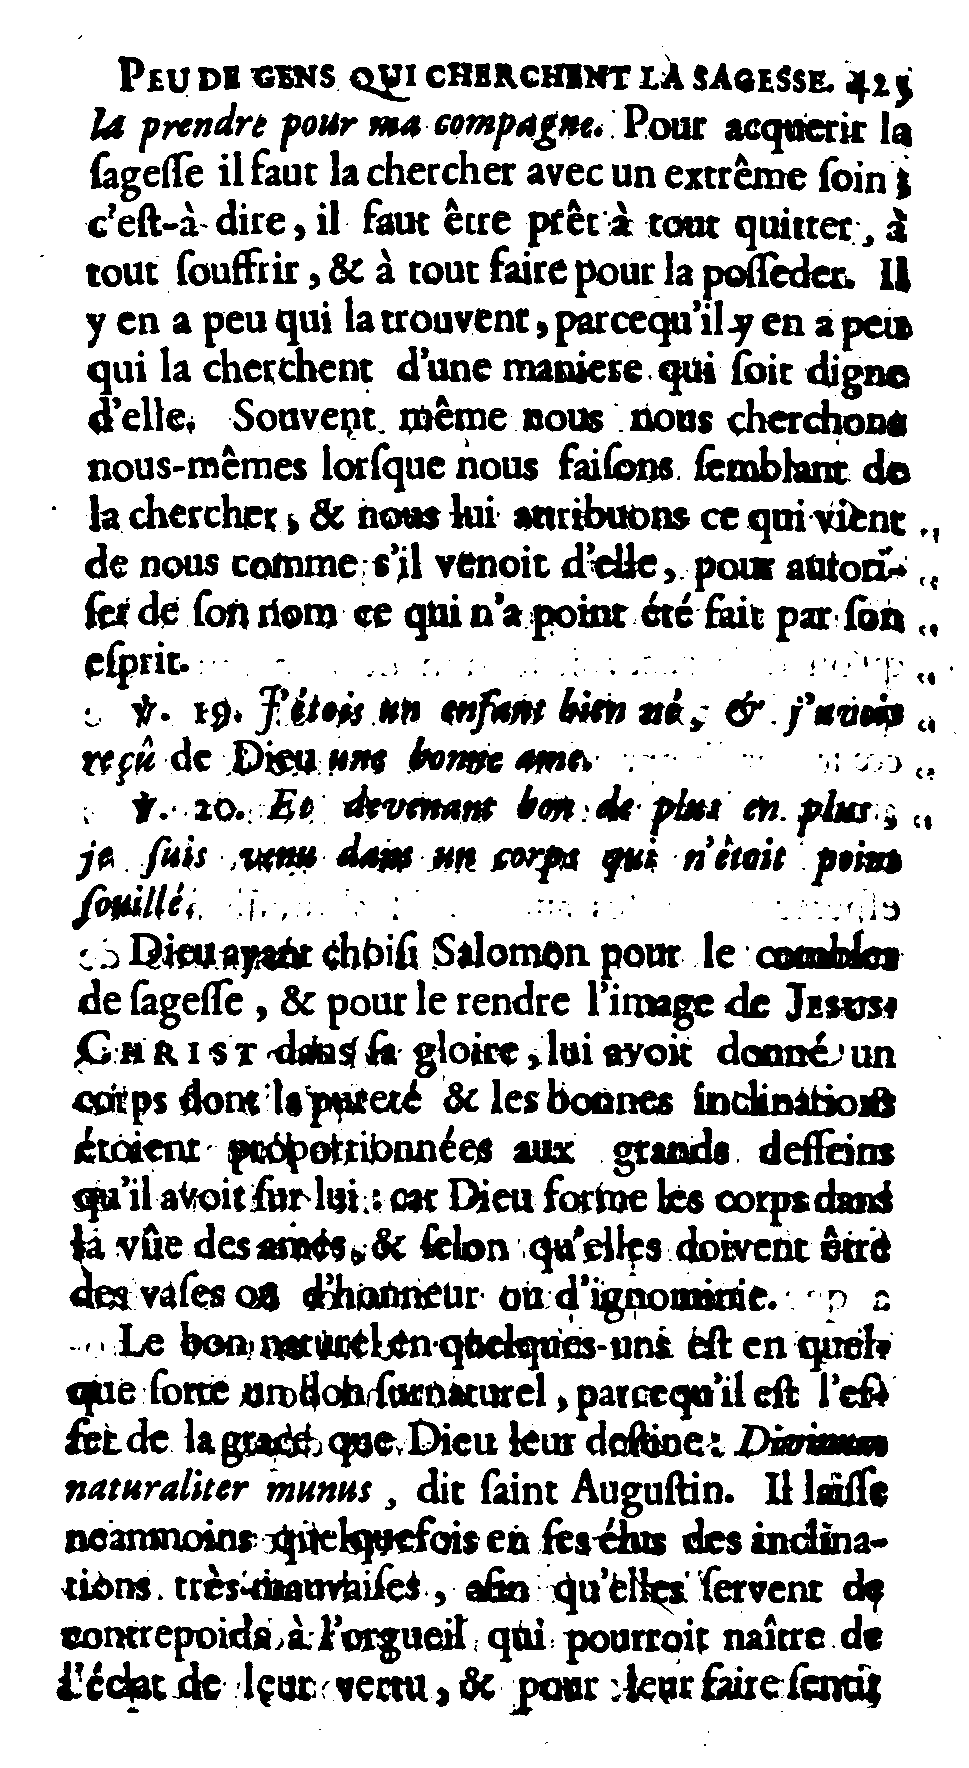 PEU DE GENS QUI CHERCHENT LA SAGESSE. 425
la prendre pour ma compagne. Pour acquerir la
ſageſſe il faut la chercher avec un extrême ſoin ;
c'eſt-à-dire, il faut être prêt à tout quitter, à
tout ſouffrir, & à tout faire pour la poſſeder. Il
y en a peu qui la trouvent, parcequ'il y en a peu
qui la cherchent d'une maniere qui ſoit digne
d'elle. Souvent même nous nous cherchons
nous-mêmes lorſque nous faiſons ſemblant de
la chercher, & nous lui attribuons ce qui vient
de nous comme s'il venoit d'elle, pour autori-
ſer de ſon nom ce qui n'a point été fait par ſon
eſprit.
℣. 19. J'étois un enfant bien né, & j'avois
reçû de Dieu une bonne ame.
℣. 20. Et devenant bon de plus en plus,
je ſuis venu dans un corps qui n'étoit point
ſouillé.
Dieu ayant choiſi Salomon pour le combler
de ſageſſe, & pour le rendre l'image de JESUS-
CHRIST dans ſa gloire, lui avoit donné un
corps dont la pureté & les bonnes inclinations
étoient proportionnées aux grands deſſeins
qu'il avoit ſur lui : car Dieu forme les corps dans
la vûe des ames, & ſelon qu'elles doivent être
des vaſes ou d'honneur ou d'ignominie.
Le bon naturel en quelques-uns eſt en quel-
que ſorte un don ſurnaturel, parcequ'il eſt l'ef-
fet de la grace que Dieu leur deſtine: Divinum
naturaliter munus, dit ſaint Auguſtin. Il laiſſe
neanmoins quelquefois en ſes élus des inclina-
tions très-mauvaiſes, afin qu'elles ſervent de
contrepoids à l'orgueil qui pourroit naître de
l'éclat de leur vertu, & pour leur faire ſentir